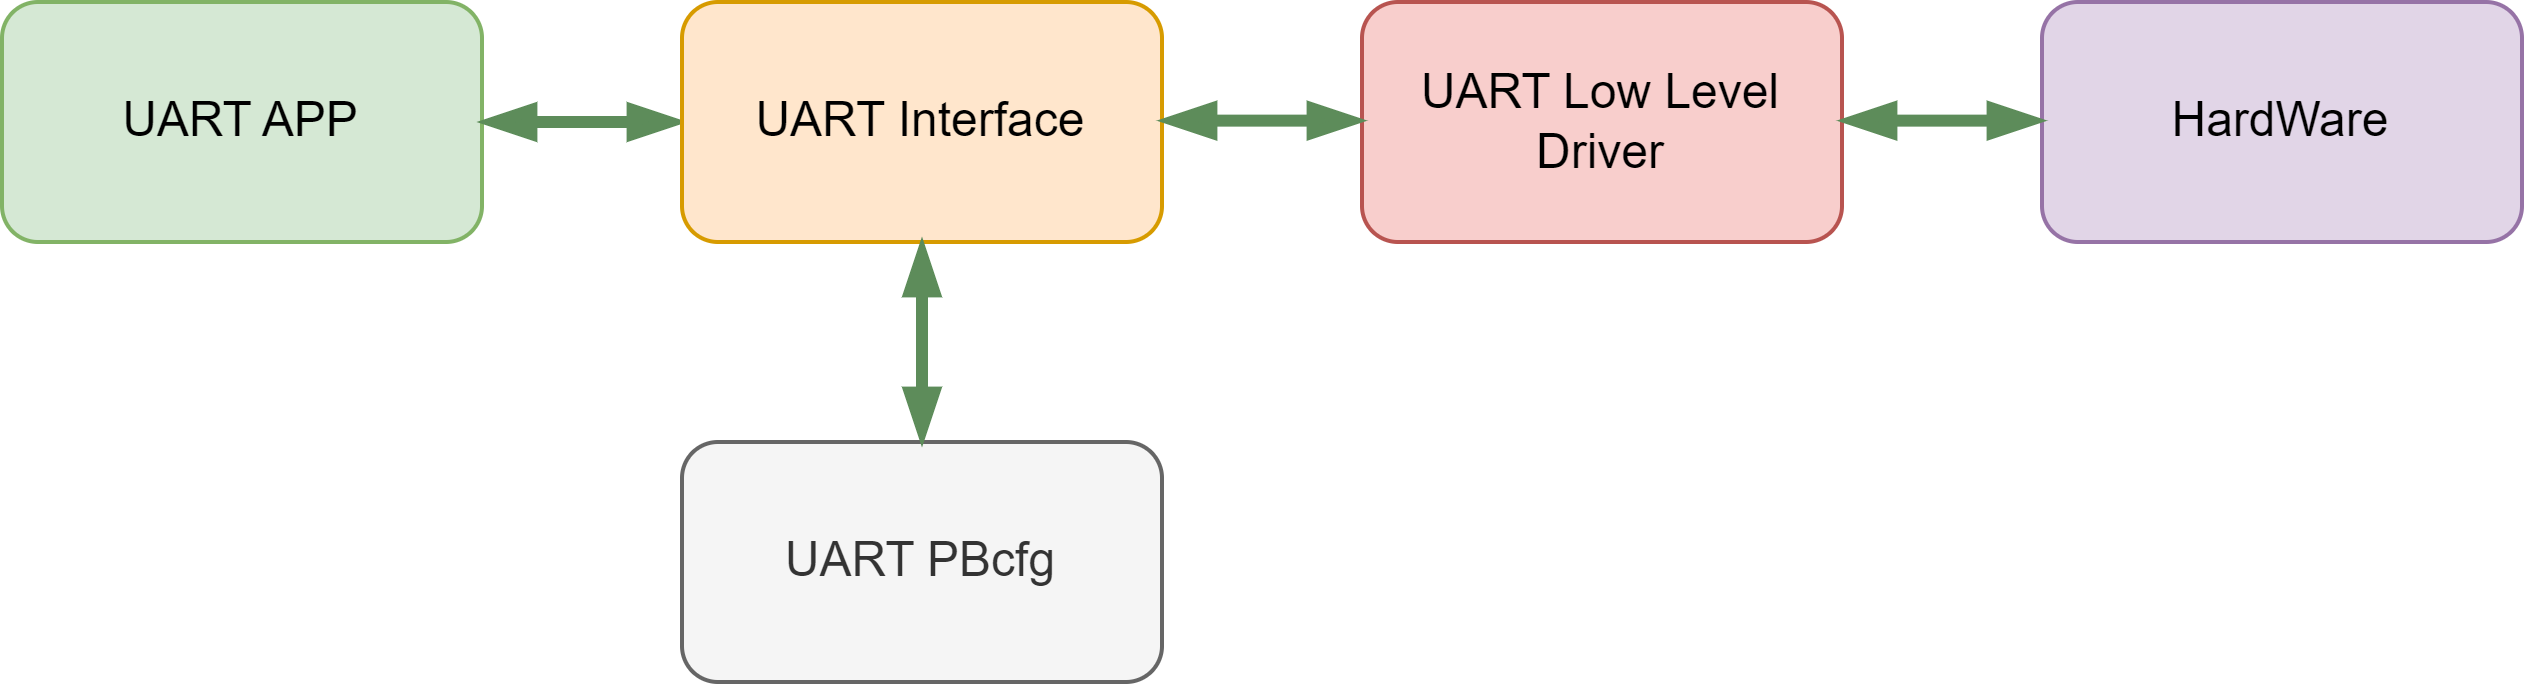 UART APP
UART Interface
UART Low Level
Driver
HardWare
UART PBcfg